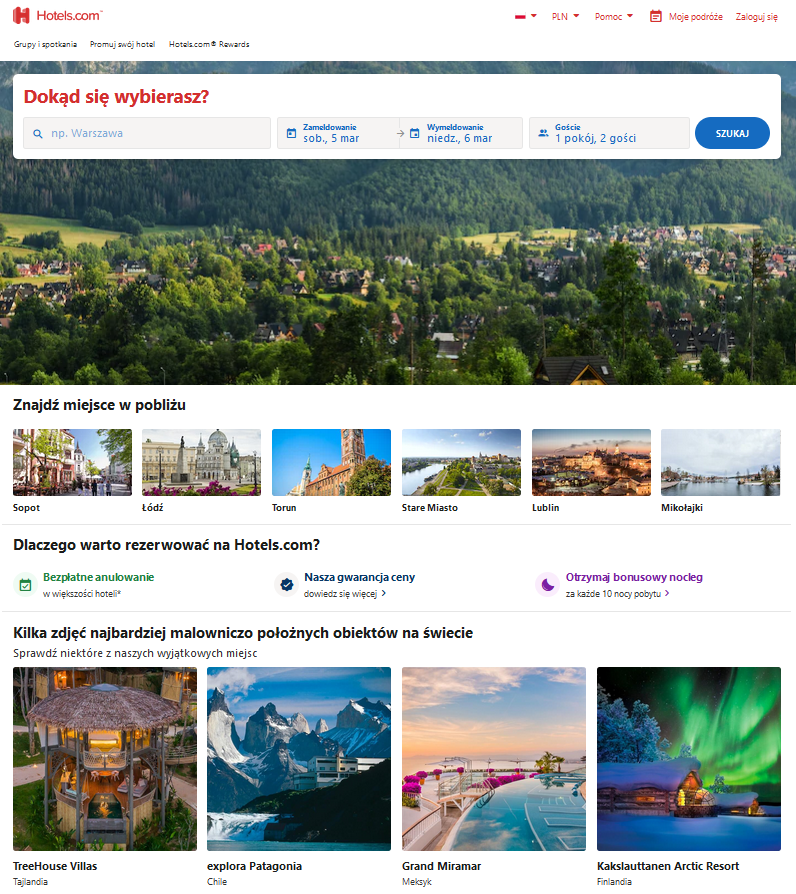 Hotels.com™
PLN
Pomoc
Moje podróże
Zaloguj się
Grupy i spotkania
Promuj swój hotel
Hotels.com® Rewards
Dokąd się wybierasz?
np. Warszawa
Zameldowanie
sob., 5 mar
Wymeldowanie
niedz., 6 mar
Goście
1 pokój, 2 gości
SZUKAJ
Znajdź miejsce w pobliżu
Sopot
Łódź
Torun
Stare Miasto
Lublin
Mikołajki
Dlaczego warto rezerwować na Hotels.com?
Bezpłatne anulowanie
w większości hoteli*
Nasza gwarancja ceny
dowiedz się więcej
Otrzymaj bonusowy nocleg
za każde 10 nocy pobytu
Kilka zdjęć najbardziej malowniczo położnych obiektów na świecie
Sprawdź niektóre z naszych wyjątkowych miejsc
TreeHouse Villas
Tajlandia
explora Patagonia
Chile
Grand Miramar
Meksyk
Kakslauttanen Arctic Resort
Finlandia